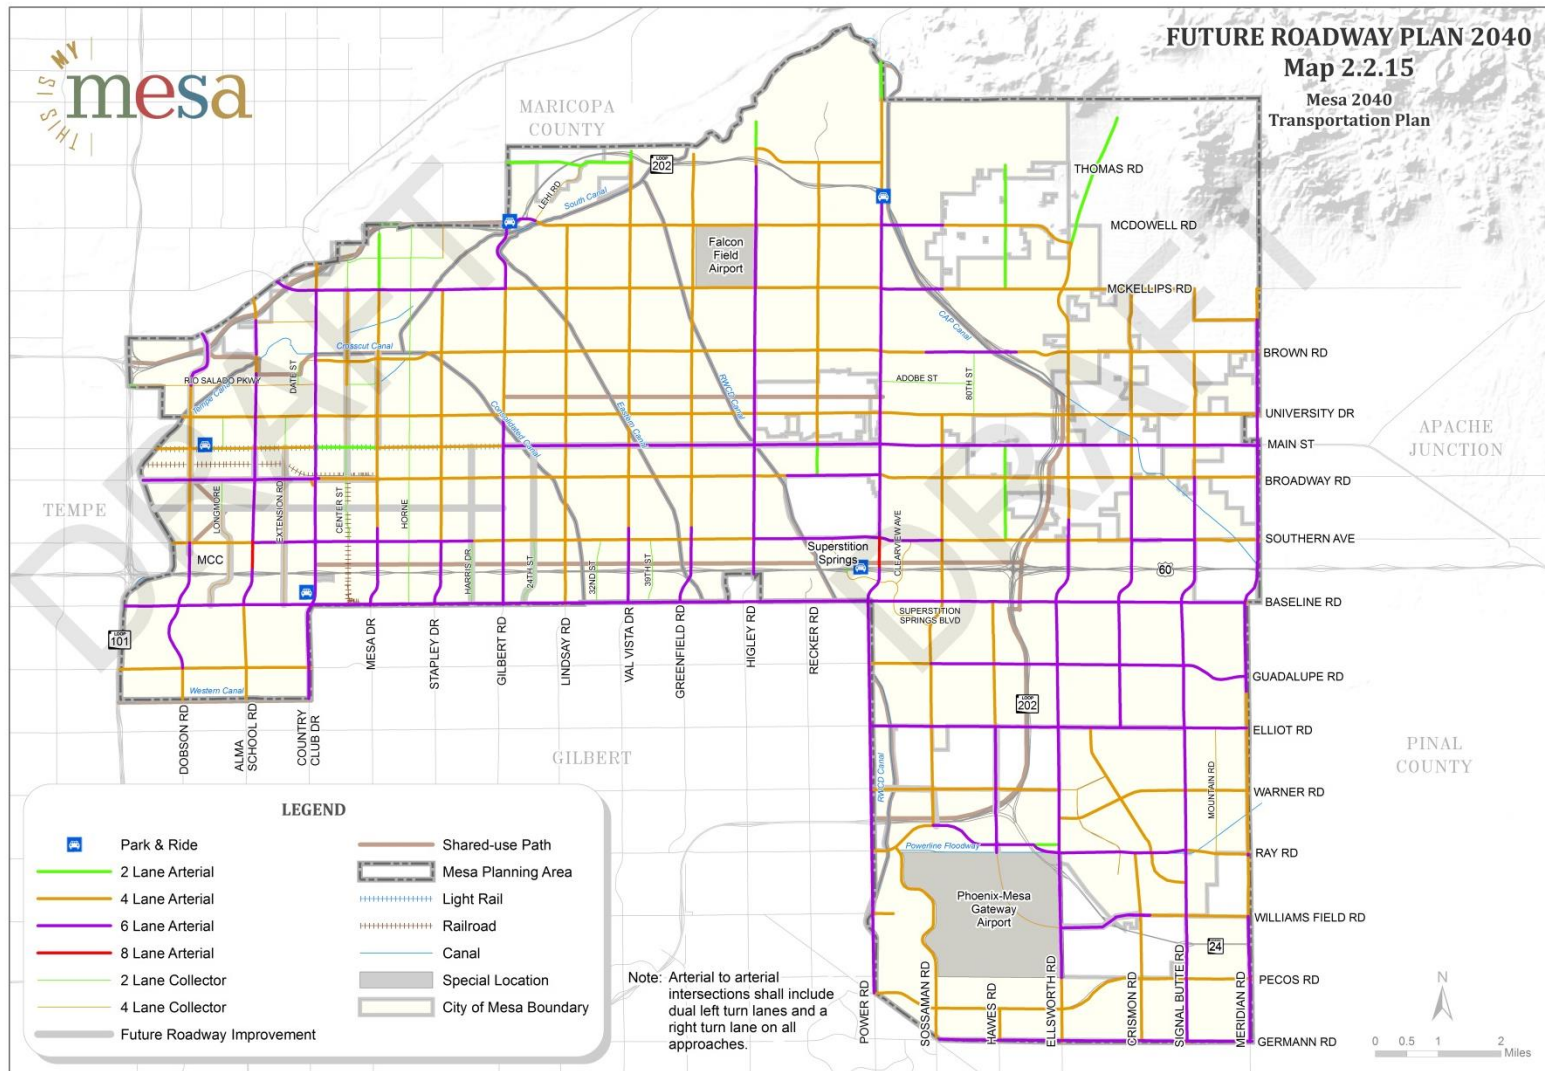 THIS IS MY
mesa
FUTURE ROADWAY PLAN 2040
Map 2.2.15
Mesa 2040
Transportation Plan
MARICOPA
COUNTY
LOOP
202
THOMAS RD
LEHI RD
South Canal
MCDOWELL RD
Falcon
Field
Airport
MCKELLIPS RD
CAP Canal
Crosscut Canal
BROWN RD
DATE ST
RIO SALADO PKWY
Tempe Canal
RWCD Canal
ADOBE ST
80TH ST
Consolidated Canal
Eastern Canal
UNIVERSITY DR
APACHE
JUNCTION
MAIN ST
BROADWAY RD
TEMPE
LONGMORE
EXTENSION RD
CENTER ST
HORNE
CLEARVIEW AVE
SOUTHERN AVE
MCC
HARRIS DR
24TH ST
32ND ST
39TH ST
Superstition
Springs
60
BASELINE RD
SUPERSTITION
SPRINGS BLVD
LOOP
101
MESA DR
STAPLEY DR
GILBERT RD
LINDSAY RD
VAL VISTA DR
GREENFIELD RD
HIGLEY RD
RECKER RD
GUADALUPE RD
Western Canal
LOOP
202
DOBSON RD
ALMA
SCHOOL RD
COUNTRY
CLUB DR
ELLIOT RD
GILBERT
PINAL
COUNTY
RWCD Canal
MOUNTAIN RD
WARNER RD
Powerline Floodway
RAY RD
Phoenix-Mesa
Gateway
Airport
WILLIAMS FIELD RD
24
PECOS RD
POWER RD
SOSSAMAN RD
HAWES RD
ELLSWORTH RD
CRISMON RD
SIGNAL BUTTE RD
MERIDIAN RD
GERMANN RD
LEGEND
Park & Ride
2 Lane Arterial
4 Lane Arterial
6 Lane Arterial
8 Lane Arterial
2 Lane Collector
4 Lane Collector
Future Roadway Improvement
Shared-use Path
Mesa Planning Area
Light Rail
Railroad
Canal
Special Location
City of Mesa Boundary
Note: Arterial to arterial
intersections shall include
dual left turn lanes and a
right turn lane on all
approaches.
N
0 0.5 1 2
Miles
DRAFT
DRAFT